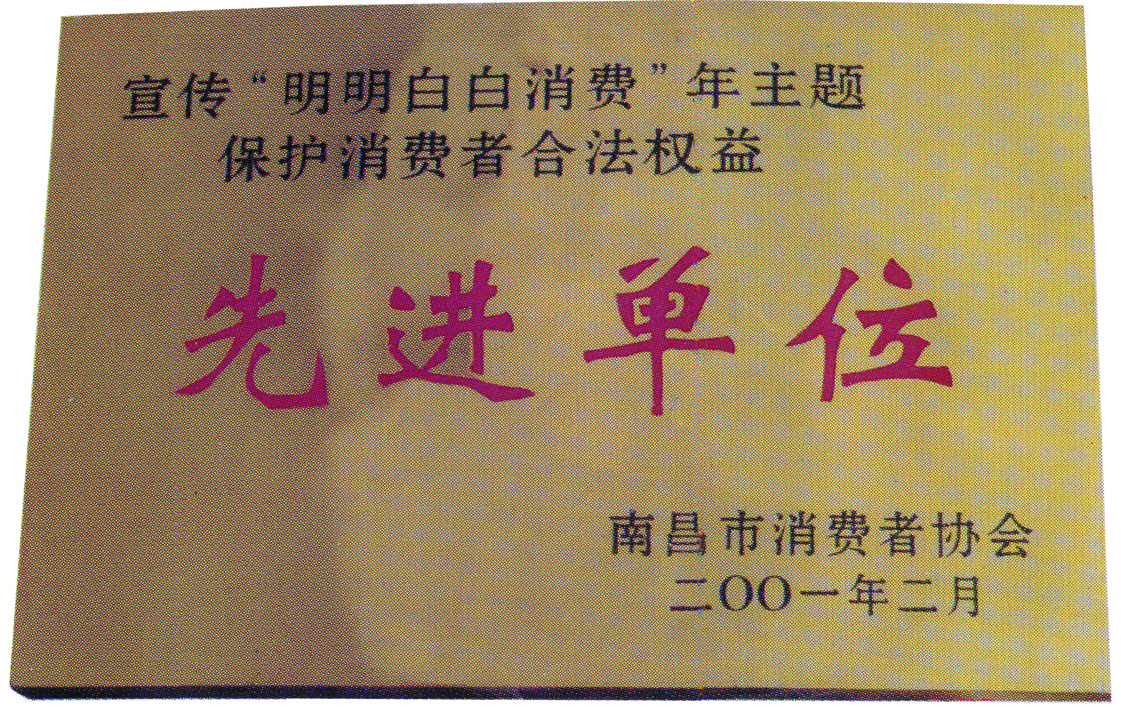 宣传“明明白白消费”年主题
保护消费者合法权益
先进单位
南昌市消费者协会
二OO一年二月